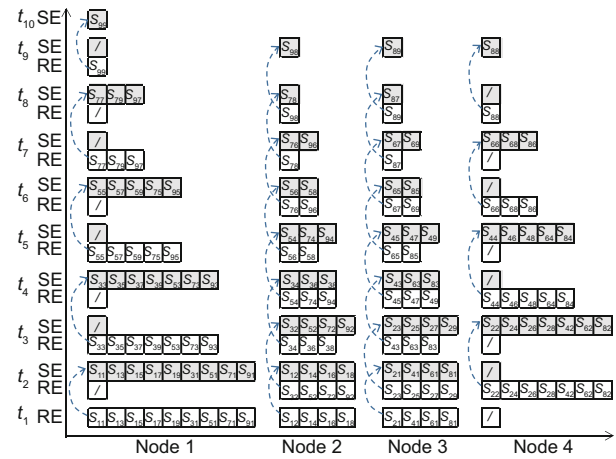 t10 SE S99
t9 SE / S98 S89 S88
RE S99
t8 SE S77 S79 S97 S78 S87 /
RE / S98 S89 S88
t7 SE / S76 S96 S67 S69 S66 S68 S86
RE S77 S79 S97 S78 S87 /
t6 SE S55 S57 S59 S75 S95 S56 S58 S65 S85 /
RE / S76 S96 S67 S69 S66 S68 S86
t5 SE / S54 S74 S94 S45 S47 S49 S44 S46 S48 S64 S84
RE S55 S57 S59 S75 S95 S56 S58 S65 S85 /
t4 SE S33 S35 S37 S39 S53 S73 S93 S34 S36 S38 S43 S63 S83 /
RE / S54 S74 S94 S45 S47 S49 S44 S46 S48 S64 S84
t3 SE / S32 S52 S72 S92 S23 S25 S27 S29 S22 S24 S26 S28 S42 S62 S82
RE S33 S35 S37 S39 S53 S73 S93 S34 S36 S38 S43 S63 S83 /
t2 SE S11 S13 S15 S17 S19 S31 S51 S71 S91 S12 S14 S16 S18 S21 S41 S61 S81 /
RE / S32 S52 S72 S92 S23 S25 S27 S29 S22 S24 S26 S28 S42 S62 S82
t1 RE S11 S13 S15 S17 S19 S31 S51 S71 S91 S12 S14 S16 S18 S21 S41 S61 S81 /
Node 1 Node 2 Node 3 Node 4